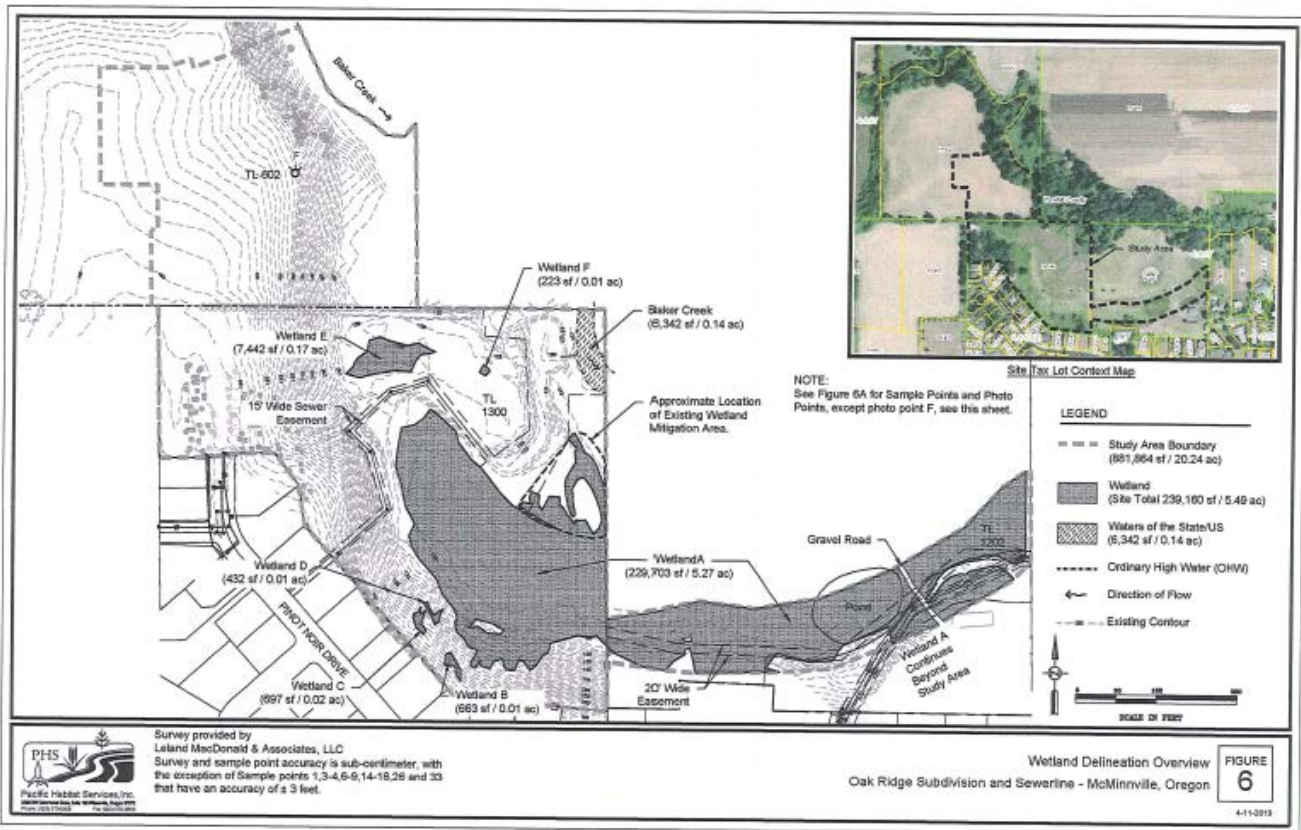 Baker Creek
TL 602
Wetland F
(223 sf / 0.01 ac)
Wetland E
(7,442 sf / 0.17 ac)
Baker Creek
(6,342 sf / 0.14 ac)
15' Wide Sewer
Easement
TL
1300
Approximate Location
of Existing Wetland
Mitigation Area.
Study Area
Site Tax Lot Context Map
NOTE:
See Figure 6A for Sample Points and Photo
Points, except photo point F, see this sheet.
LEGEND
Study Area Boundary
(881,864 sf / 20.24 ac)
Wetland
(Site Total 239,160 sf / 5.49 ac)
Waters of the State/US
(6,342 sf / 0.14 ac)
Ordinary High Water (OHW)
Direction of Flow
Existing Contour
SCALE IN FEET
Wetland D
(432 sf / 0.01 ac)
'WetlandA
(229,703 sf / 5.27 ac)
Gravel Road
TL
1202
Pond
PINOT NOIR DRIVE
Wetland C
(697 sf / 0.02 ac)
Wetland B
(663 sf / 0.01 ac)
20' Wide
Easement
Wetland A
Continues
Beyond
Study Area
PHS
Pacific Habitat Services, Inc.
Survey provided by
Leland MacDonald & Associates, LLC
Survey and sample point accuracy is sub-centimeter, with
the exception of Sample points 1,3-4,6-9,14-18,26 and 33
that have an accuracy of ± 3 feet.
Wetland Delineation Overview
Oak Ridge Subdivision and Sewerline - McMinnville, Oregon
FIGURE
6
4-11-2019